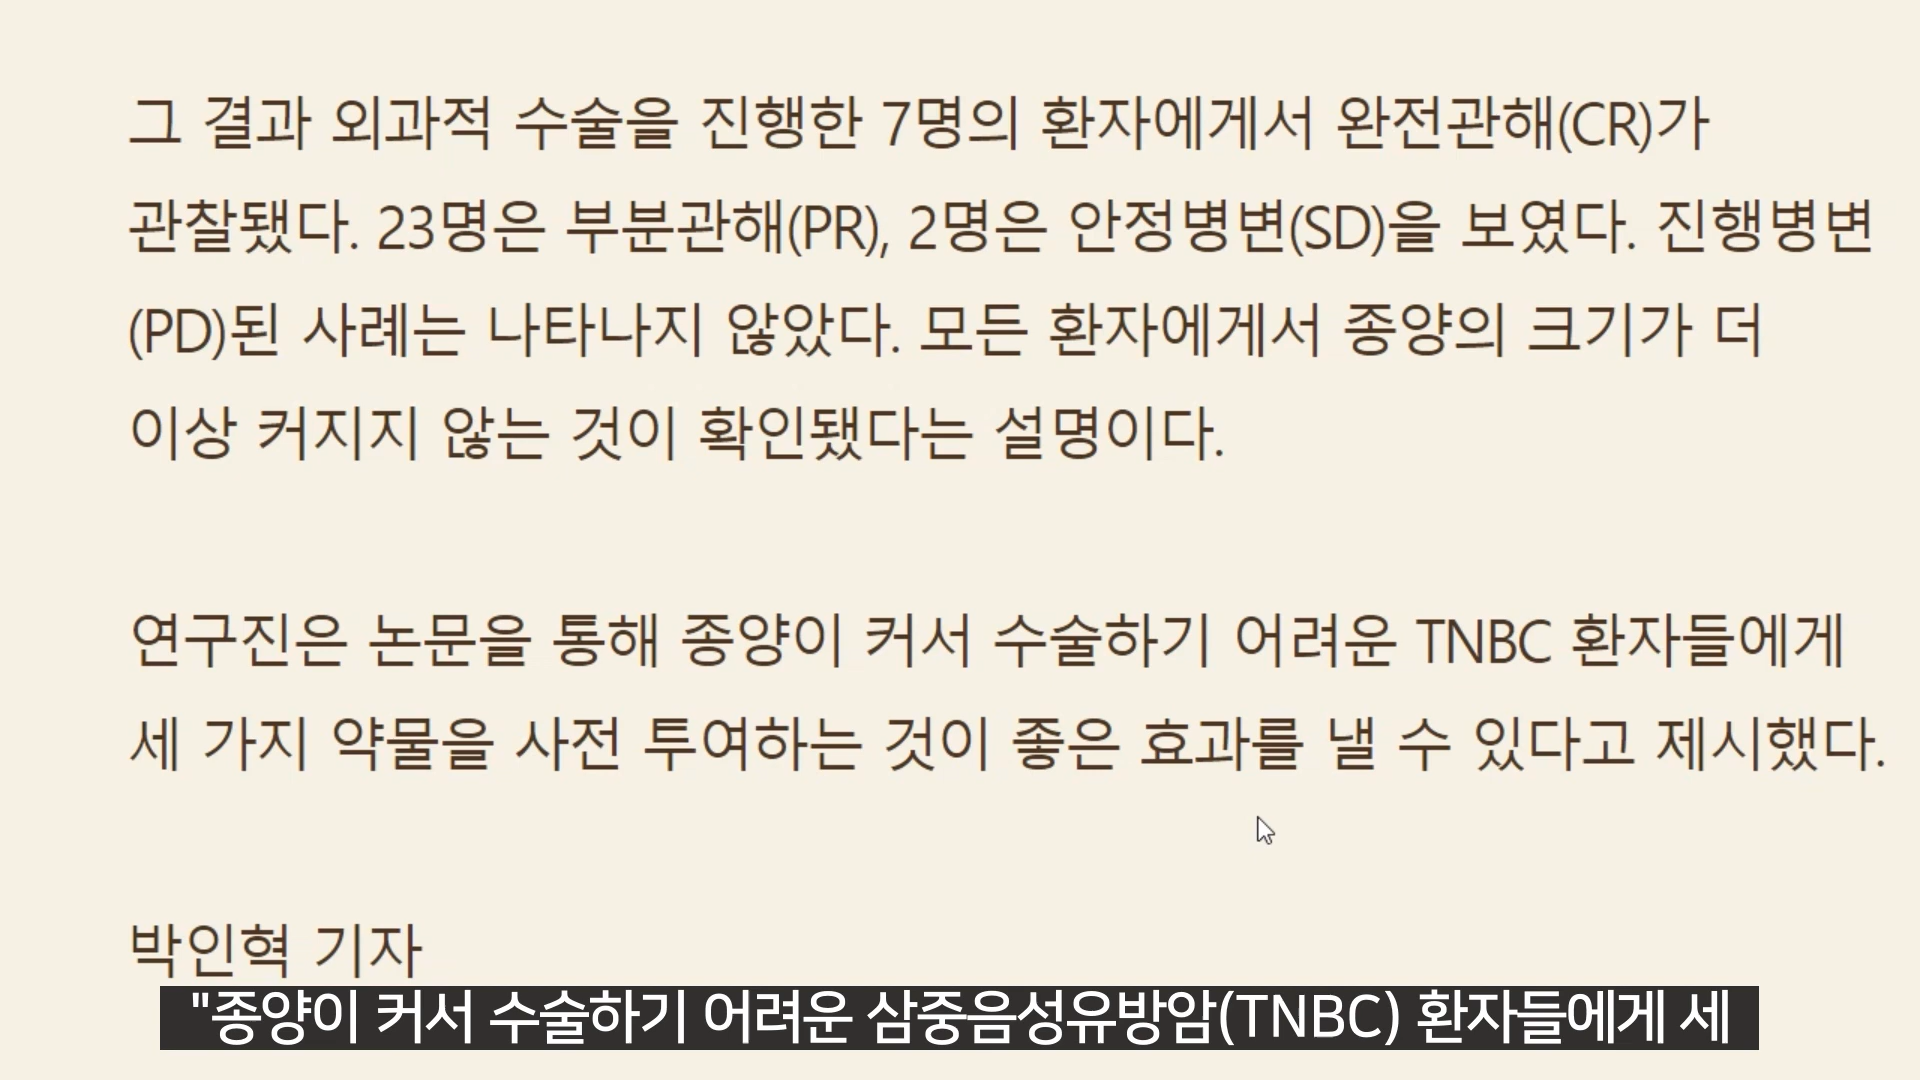 그 결과 외과적 수술을 진행한 7명의 환자에게서 완전관해(CR)가
관찰됐다. 23명은 부분관해(PR), 2명은 안정병변(SD)을 보였다. 진행병변
(PD)된 사례는 나타나지 않았다. 모든 환자에게서 종양의 크기가 더
이상 커지지 않는 것이 확인됐다는 설명이다.
연구진은 논문을 통해 종양이 커서 수술하기 어려운 TNBC 환자들에게
세 가지 약물을 사전 투여하는 것이 좋은 효과를 낼 수 있다고 제시했다.
박인혁 기자
"종양이 커서 수술하기 어려운 삼중음성유방암(TNBC) 환자들에게 세